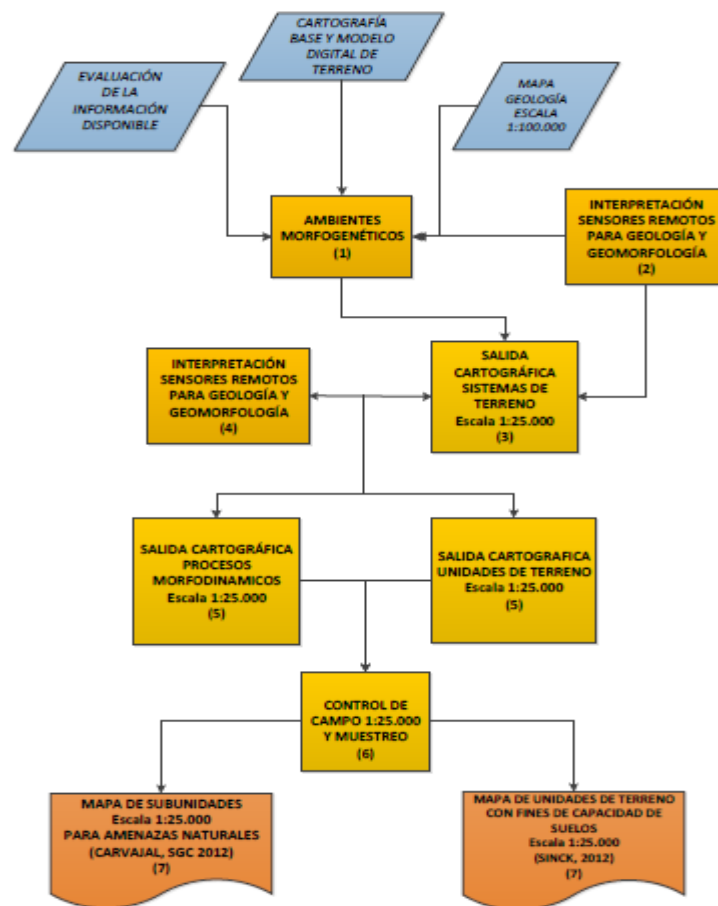 CARTOGRAFÍA
BASE Y MODELO
DIGITAL DE
TERRENO
EVALUACIÓN
DE LA
INFORMACIÓN
DISPONIBLE
MAPA
GEOLOGÍA
ESCALA
1:100.000
AMBIENTES
MORFOGENÉTICOS
(1)
INTERPRETACIÓN
SENSORES REMOTOS
PARA GEOLOGÍA Y
GEOMORFOLOGÍA
(2)
INTERPRETACIÓN
SENSORES REMOTOS
PARA GEOLOGÍA Y
GEOMORFOLOGÍA
(4)
SALIDA
CARTOGRÁFICA
SISTEMAS DE
TERRENO
Escala 1:25.000
(3)
SALIDA CARTOGRÁFICA
PROCESOS
MORFODINAMICOS
Escala 1:25.000
(5)
SALIDA CARTOGRAFICA
UNIDADES DE TERRENO
Escala 1:25.000
(5)
CONTROL DE
CAMPO 1:25.000
Y MUESTREO
(6)
MAPA DE SUBUNIDADES
Escala 1:25.000
PARA AMENAZAS NATURALES
(CARVAJAL, SGC 2012)
(7)
MAPA DE UNIDADES DE TERRENO
CON FINES DE CAPACIDAD DE
SUELOS
Escala 1:25.000
(SINCK, 2012)
(7)